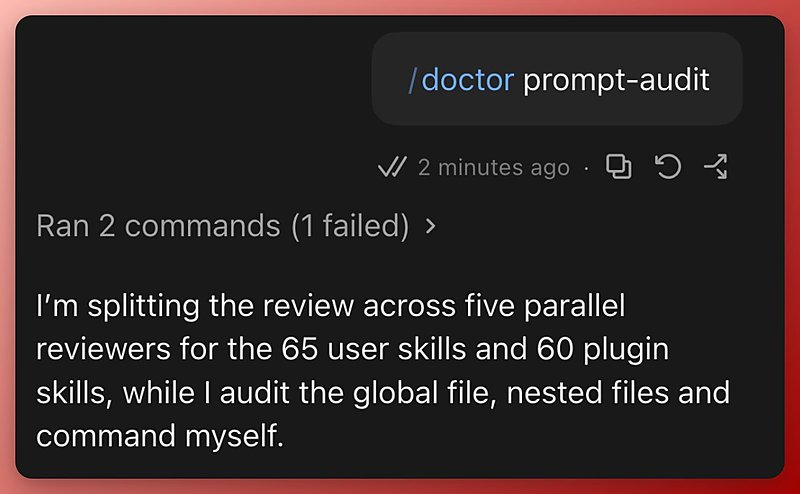 /doctor prompt-audit
2 minutes ago ·
Ran 2 commands (1 failed) >
I’m splitting the review across five parallel
reviewers for the 65 user skills and 60 plugin
skills, while I audit the global file, nested files and
command myself.